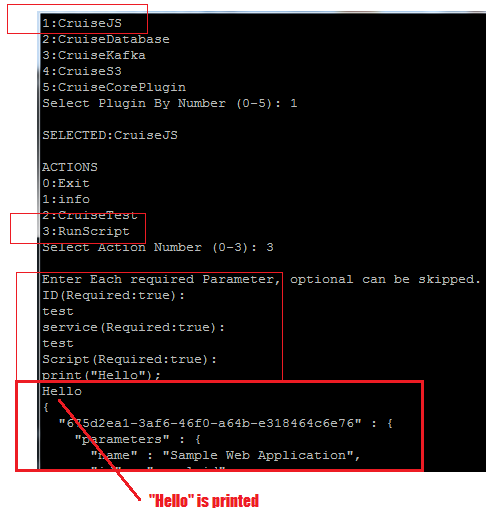 1:CruiseJS
2:CruiseDatabase
3:CruiseKafka
4:CruiseS3
5:CruiseCorePlugin
Select Plugin By Number (0-5): 1
SELECTED:CruiseJS
ACTIONS
0:Exit
1:info
2:CruiseTest
3:RunScript
Select Action Number (0-3): 3
Enter Each required Parameter, optional can be skipped.
ID(Required:true):
test
service(Required:true):
test
Script(Required:true):
print("Hello");
Hello
{
"675d2ea1-3af6-46f0-a64b-e318464c6e76" : {
"parameters" : {
"name" : "Sample Web Application",
"Hello" is printed